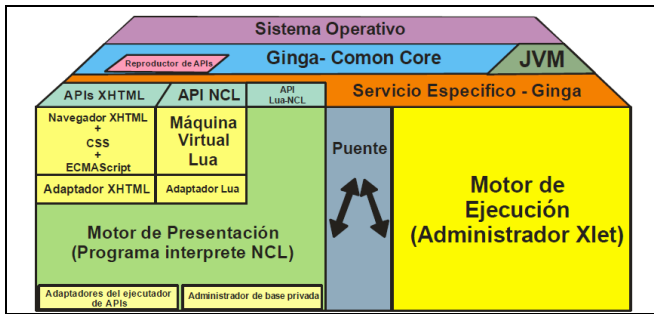 Sistema Operativo
Ginga- Comon Core
JVM
Reproductor de APIs
Servicio Especifico - Ginga
APIs XHTML
API NCL
API
Lua-NCL
Navegador XHTML
+
CSS
+
ECMAScript
Máquina
Virtual
Lua
Adaptador XHTML
Adaptador Lua
Puente
Motor de
Ejecución
(Administrador Xlet)
Motor de Presentación
(Programa interprete NCL)
Adaptadores del ejecutador
de APIs
Administrador de base privada